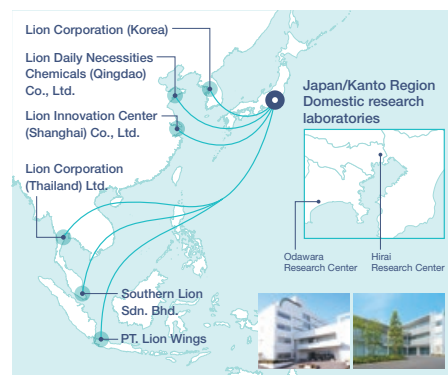 Lion Corporation (Korea)
Lion Daily Necessities
Chemicals (Qingdao)
Co., Ltd.
Lion Innovation Center
(Shanghai) Co., Ltd.
Lion Corporation
(Thailand) Ltd.
Southern Lion
Sdn. Bhd.
PT. Lion Wings
Japan/Kanto Region
Domestic research
laboratories
Odawara
Research Center
Hirai
Research Center